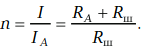 n = I / I_A = (R_A + R_ш) / R_ш.